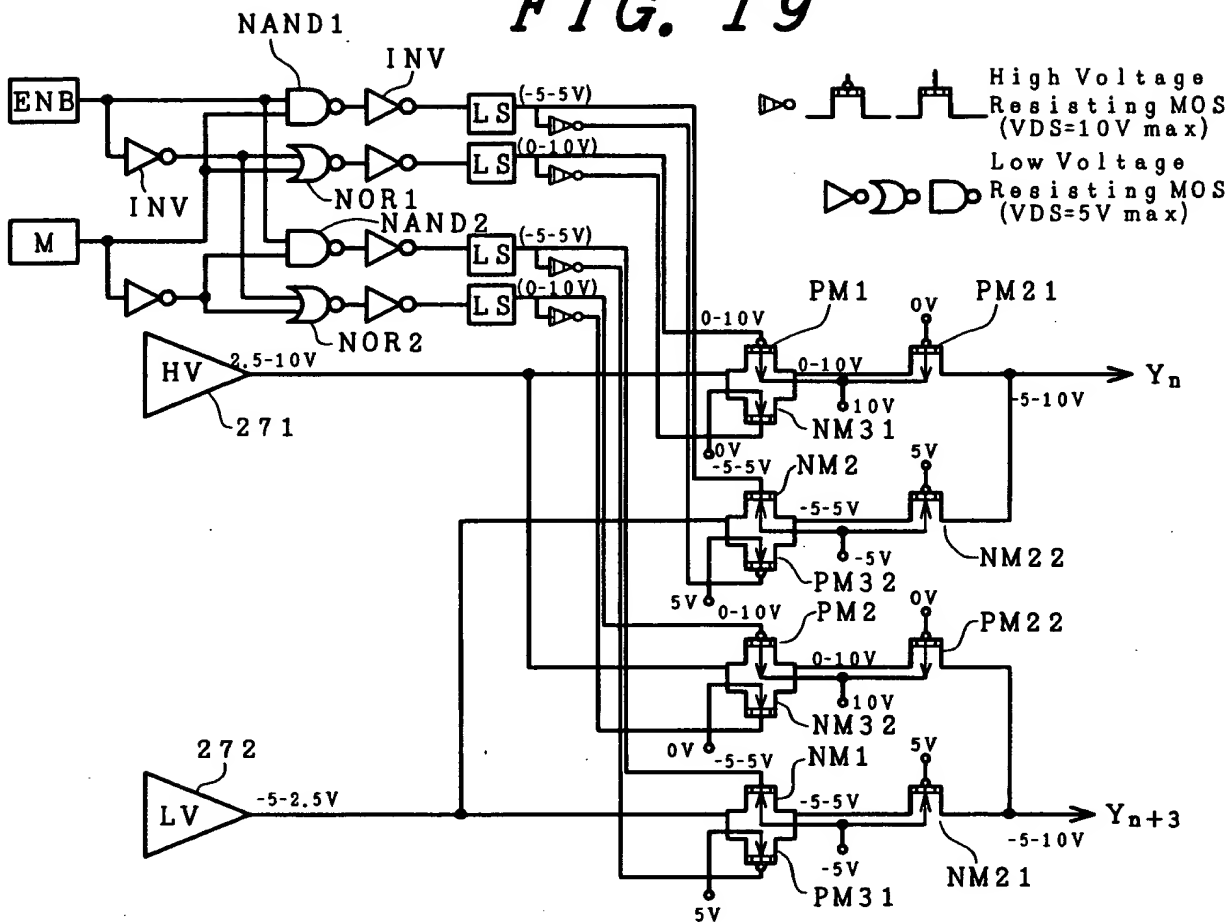 FIG. 19
NAND1
INV
ENB
LS
(-5-5V)
High Voltage
Resisting MOS
(VDS=10V max)
LS
(0-10V)
INV
NOR1
Low Voltage
Resisting MOS
(VDS=5V max)
M
NAND2
LS
(-5-5V)
LS
(0-10V)
NOR2
PM1
0V
PM21
0-10V
HV
2.5-10V
0-10V
Yn
-5-10V
271
10V
NM31
0V
-5-5V
NM2
5V
-5-5V
NM22
-5V
PM32
5V
0-10V
PM2
0V
PM22
0-10V
10V
NM32
0V
272
-5-5V
NM1
5V
LV
-5-2.5V
-5-5V
Yn+3
-5-10V
-5V
NM21
PM31
5V